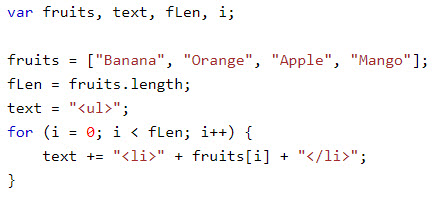 var fruits, text, fLen, i;
fruits = ["Banana", "Orange", "Apple", "Mango"];
fLen = fruits.length;
text = "<ul>";
for (i = 0; i < fLen; i++) {
    text += "<li>" + fruits[i] + "</li>";
}